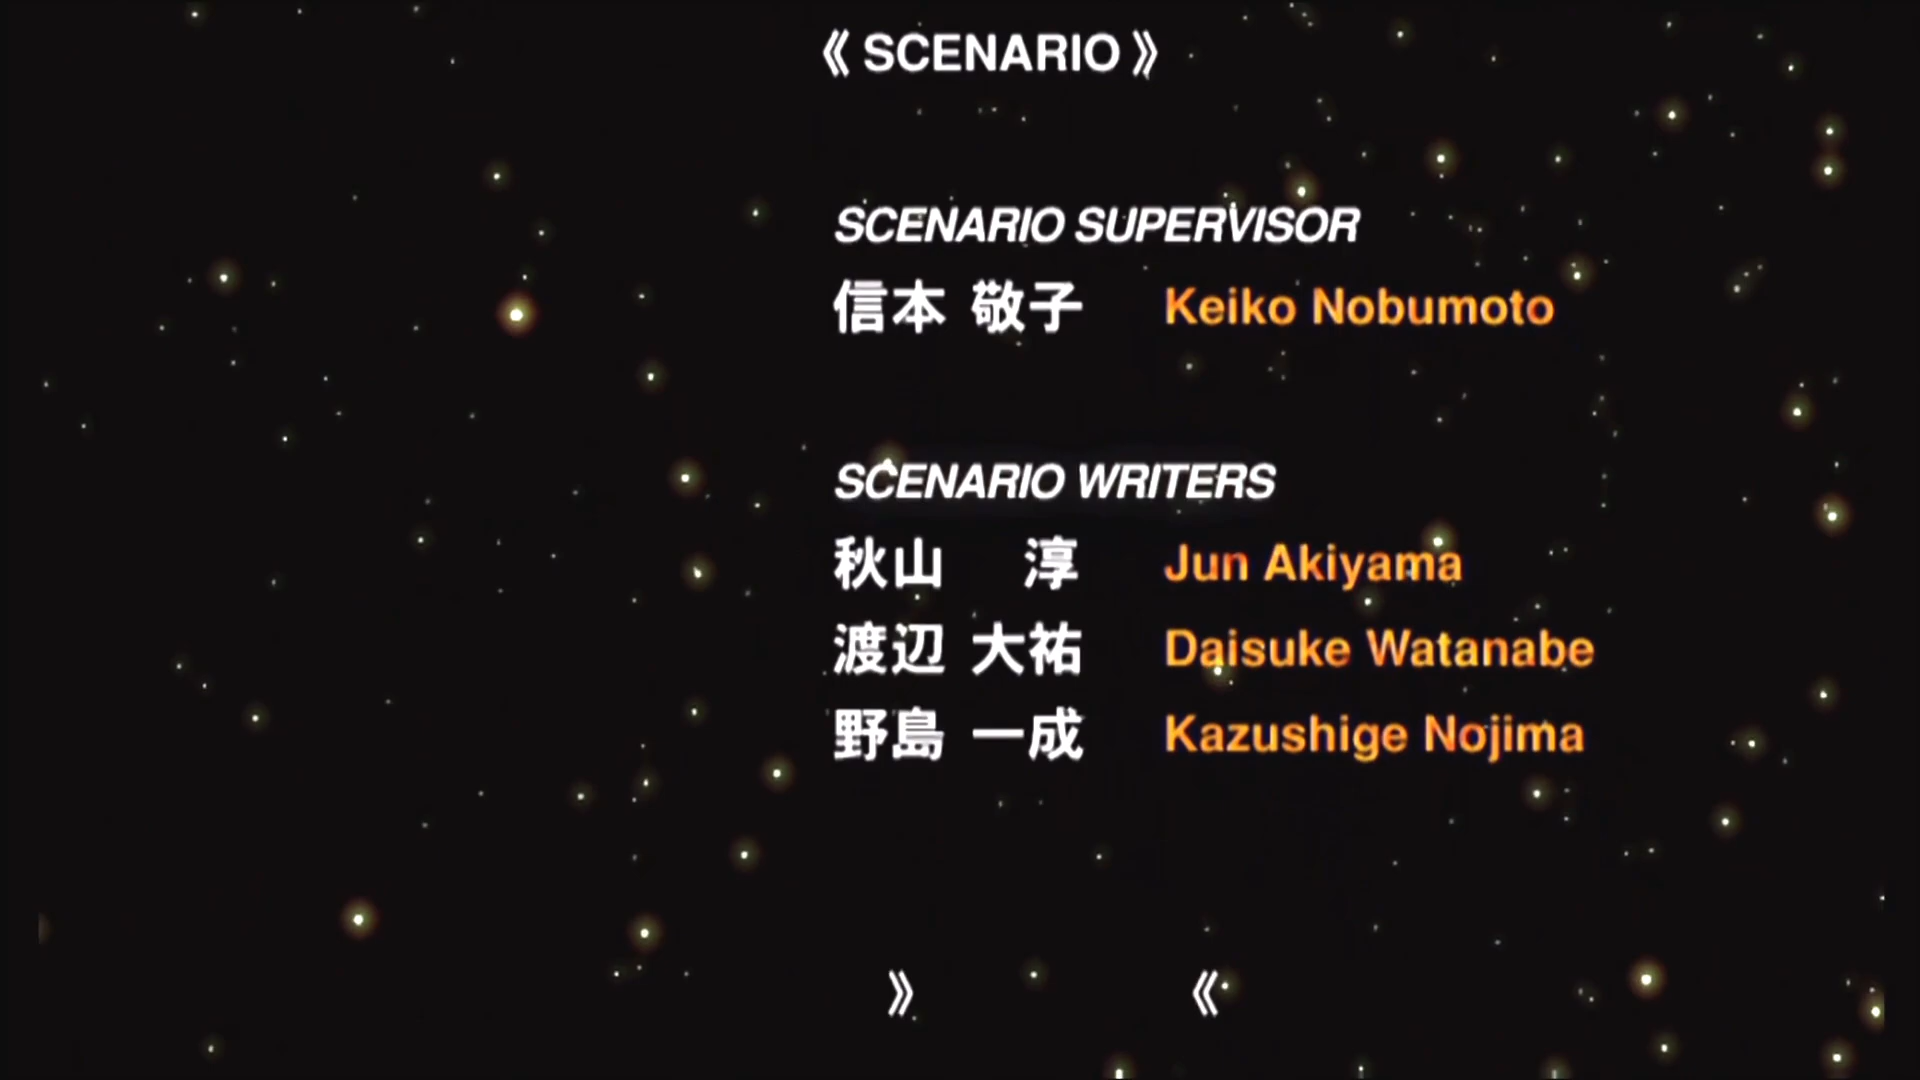 《 SCENARIO 》
SCENARIO SUPERVISOR
信本 敬子 Keiko Nobumoto
SCENARIO WRITERS
秋山 淳 Jun Akiyama
渡辺 大祐 Daisuke Watanabe
野島 一成 Kazushige Nojima
》 《